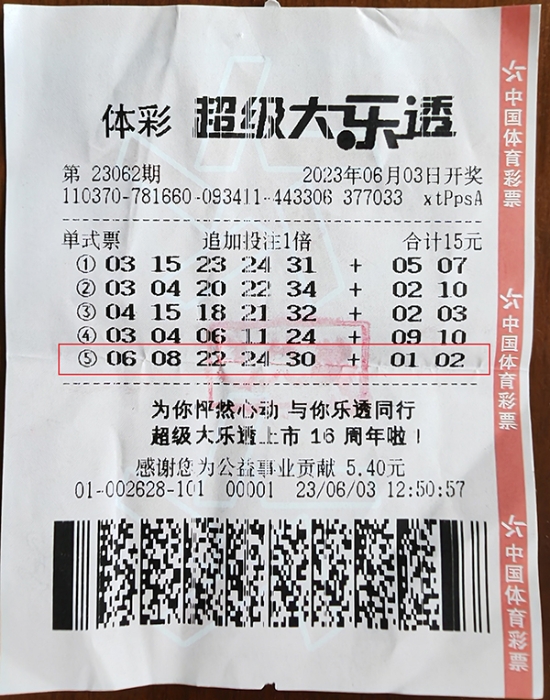 体彩 超级大乐透
第 23062期 2023年06月03日开奖
110370-781660-093411-443306 377033 xtPpsA
单式票 追加投注1倍 合计15元
① 03 15 23 24 31 + 05 07
② 03 04 20 22 34 + 02 10
③ 04 15 18 21 32 + 02 03
④ 03 04 06 11 24 + 09 10
⑤ 06 08 22 24 30 + 01 02
为你怦然心动 与你乐透同行
超级大乐透上市 16 周年啦!
感谢您为公益事业贡献 5.40元
01-002628-101 00001 23/06/03 12:50:57
中国体育彩票
中国体育彩票
中国体育彩票